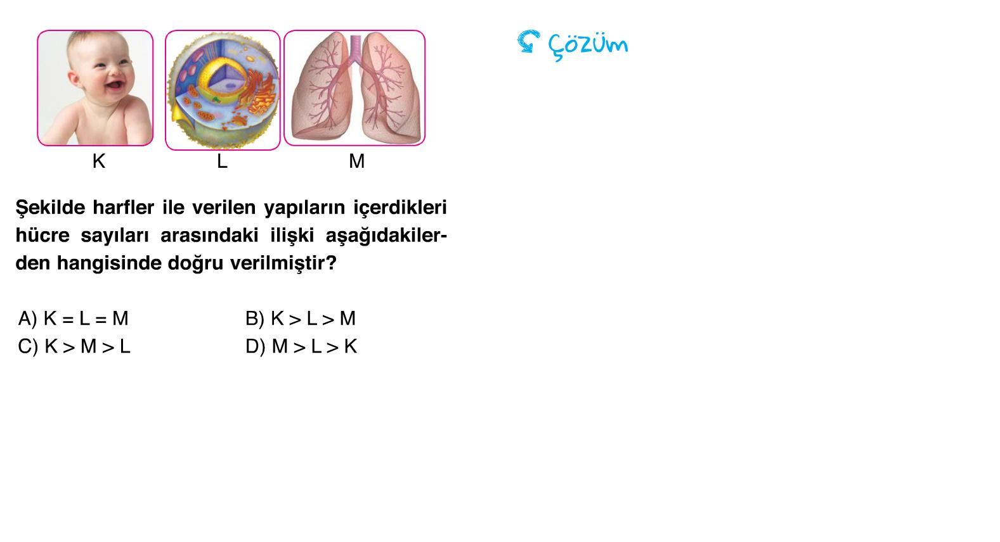 K L M
Şekilde harfler ile verilen yapıların içerdikleri
hücre sayıları arasındaki ilişki aşağıdakiler-
den hangisinde doğru verilmiştir?
A) K = L = M B) K > L > M
C) K > M > L D) M > L > K
Çözüm